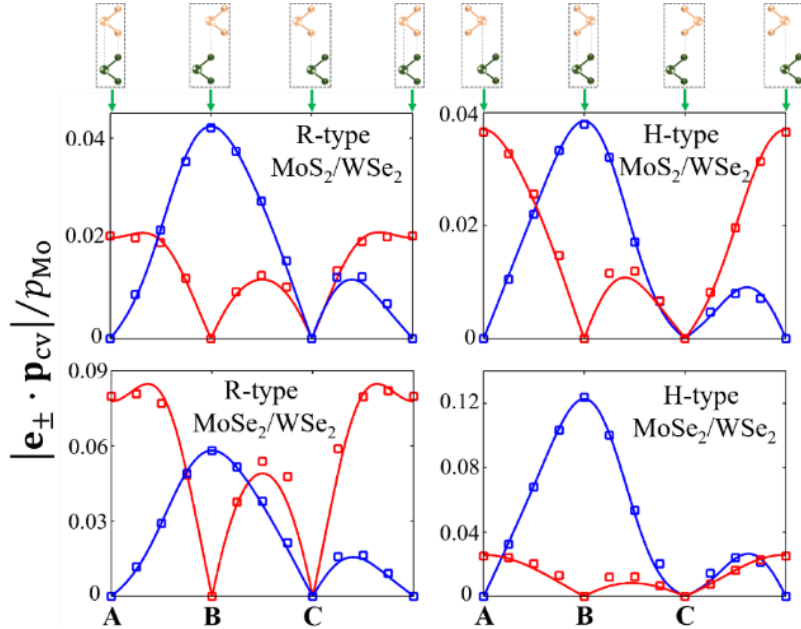 |e± · pcv|/pMo
0.04
0.02
0
R-type
MoS₂/WSe₂
0.04
0.02
0
H-type
MoS₂/WSe₂
0.09
0.06
0.03
0
R-type
MoSe₂/WSe₂
A
B
C
0.12
0.08
0.04
0
H-type
MoSe₂/WSe₂
A
B
C